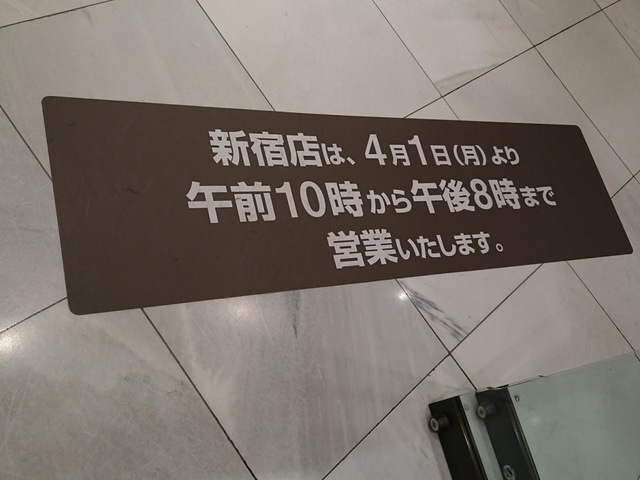 新宿店は、4月1日(月)より
午前10時から午後8時まで
営業いたします。